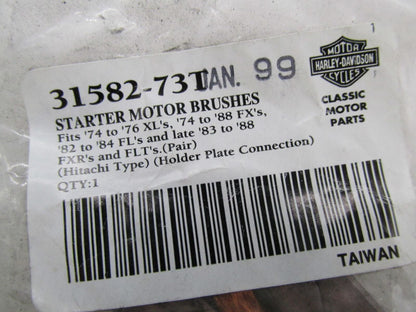 31582-73T JAN. 99
STARTER MOTOR BRUSHES
Fits '74 to '76 XL's, '74 to '88 FX's,
'82 to '84 FL's and late '83 to '88
FXR's and FLT's.(Pair)
(Hitachi Type) (Holder Plate Connection)
QTY:1
MOTOR
HARLEY-DAVIDSON
CYCLES
CLASSIC
MOTOR
PARTS
TAIWAN